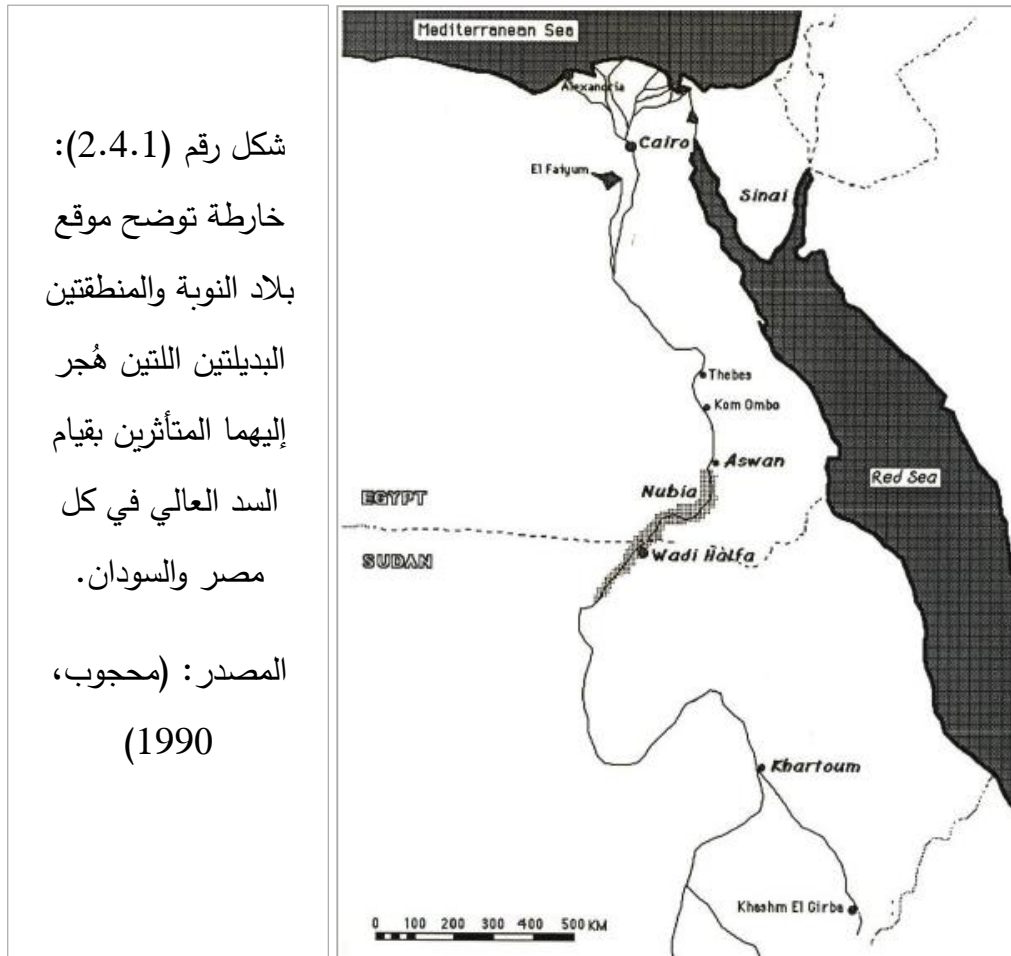 شكل رقم (2.4.1):
خارطة توضح موقع
بلاد النوبة والمنطقتين
البديلتين اللتين هُجر
إليهما المتأثرين بقيام
السد العالي في كل
مصر والسودان.
المصدر: (محجوب،
1990)
Mediterranean Sea
Alexandria
Cairo
El Faiyum
Sinai
Thebes
Kom Ombo
Aswan
Red Sea
Nubia
EGYPT
Wadi Halfa
SUDAN
Khartoum
Khashm El Girba
0 100 200 300 400 500 KM